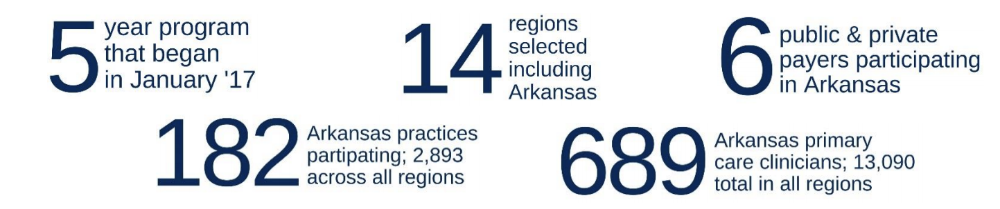 5
year program
that began
in January '17
14
regions
selected
including
Arkansas
6
public & private
payers participating
in Arkansas
182
Arkansas practices
partipating; 2,893
across all regions
689
Arkansas primary
care clinicians; 13,090
total in all regions